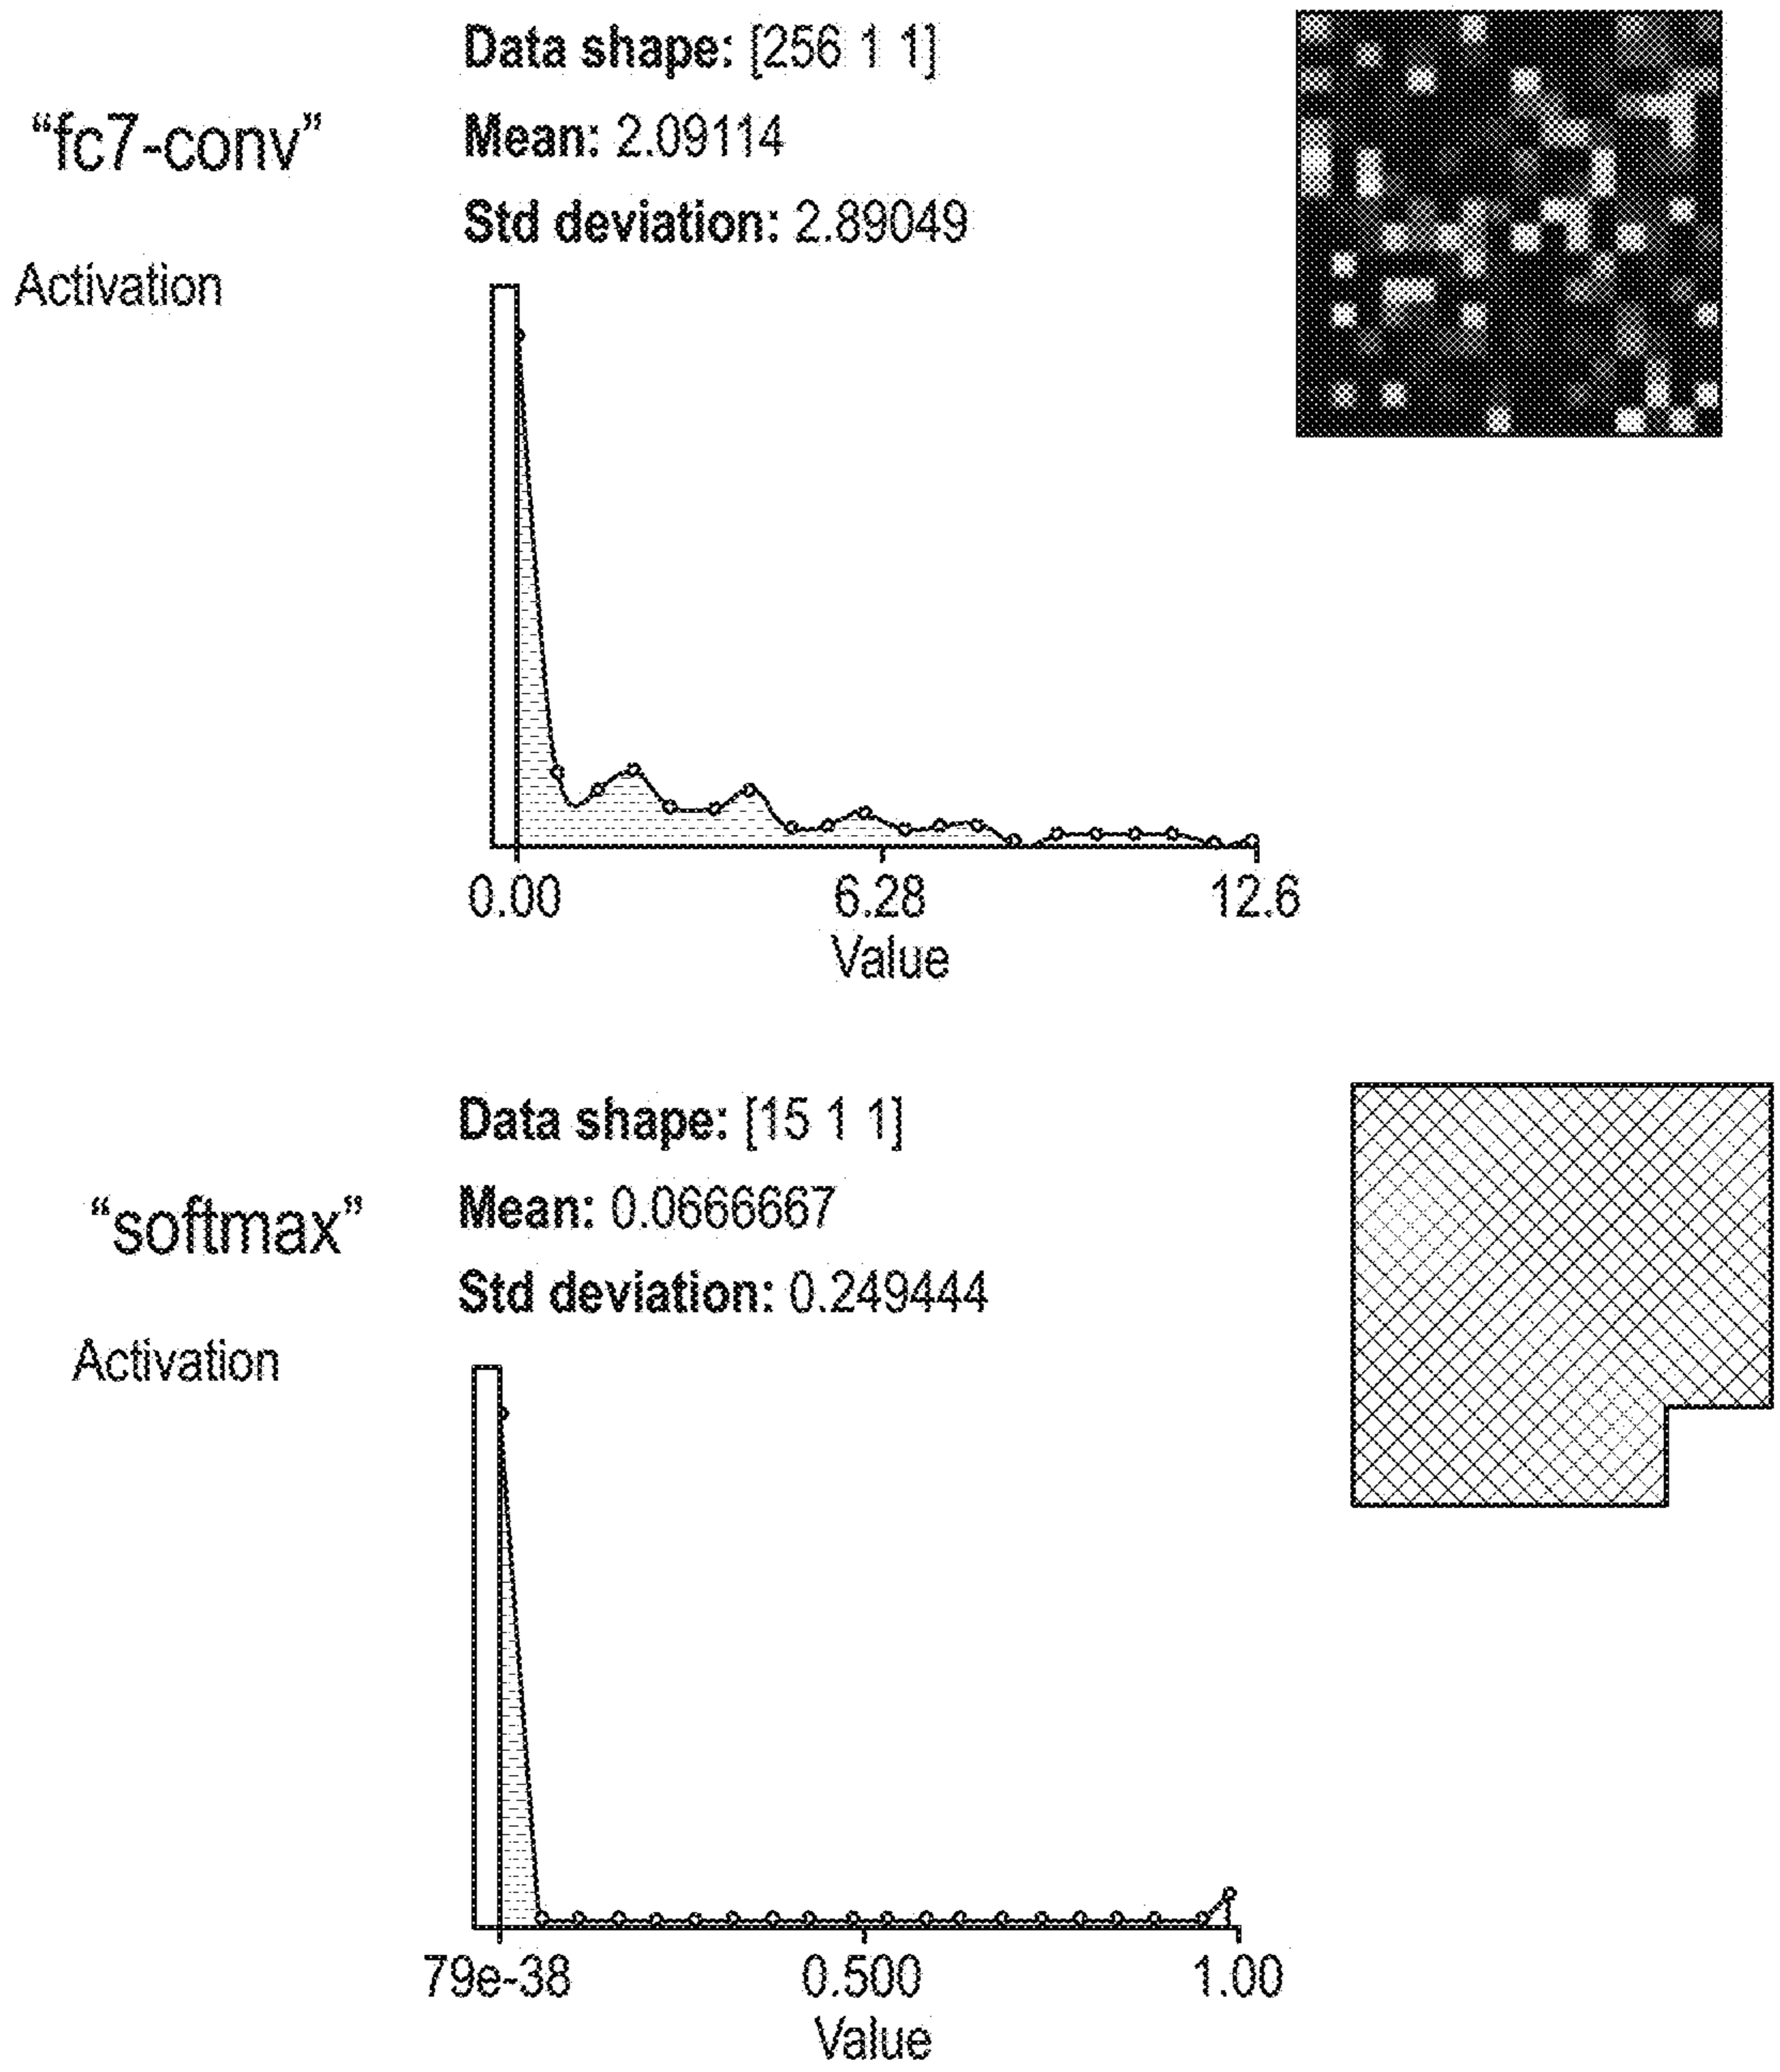 Data shape: [256 1 1]
“fc7-conv”
Mean: 2.09114
Std deviation: 2.89049
Activation
0.00 6.28 12.6
Value
Data shape: [15 1 1]
“softmax”
Mean: 0.0666667
Std deviation: 0.249444
Activation
79e-38 0.500 1.00
Value